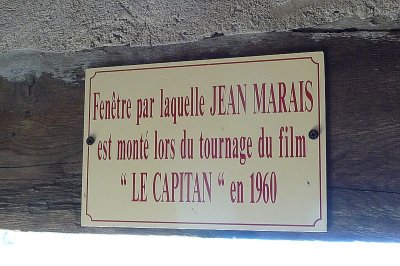 Fenêtre par laquelle JEAN MARAIS
est monté lors du tournage du film
“ LE CAPITAN “ en 1960